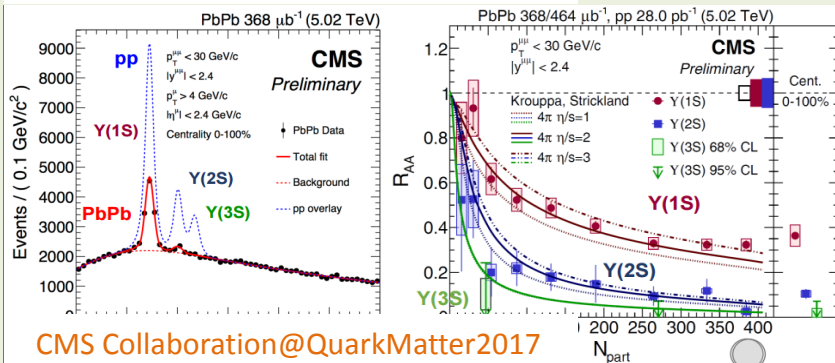 PbPb 368 μb⁻¹ (5.02 TeV)
Events / ( 0.1 GeV/c² )
9000
8000
7000
6000
5000
4000
3000
2000
1000
0
pp
p_T^μμ < 30 GeV/c
|y^μμ| < 2.4
p_T^μ > 4 GeV/c
|η^μ| < 2.4 GeV/c
Centrality 0-100%
CMS
Preliminary
PbPb Data
Total fit
Background
pp overlay
Υ(1S)
Υ(2S)
Υ(3S)
PbPb
PbPb 368/464 μb⁻¹, pp 28.0 pb⁻¹ (5.02 TeV)
R_AA
1.2
1
0.8
0.6
0.4
0.2
0
p_T^μμ < 30 GeV/c
|y^μμ| < 2.4
CMS
Preliminary
Cent.
0-100%
Krouppa, Strickland
4π η/s=1
4π η/s=2
4π η/s=3
Υ(1S)
Υ(2S)
Υ(3S) 68% CL
Υ(3S) 95% CL
Υ(1S)
Υ(2S)
Υ(3S)
200 250 300 350 400
N_part
CMS Collaboration@QuarkMatter2017